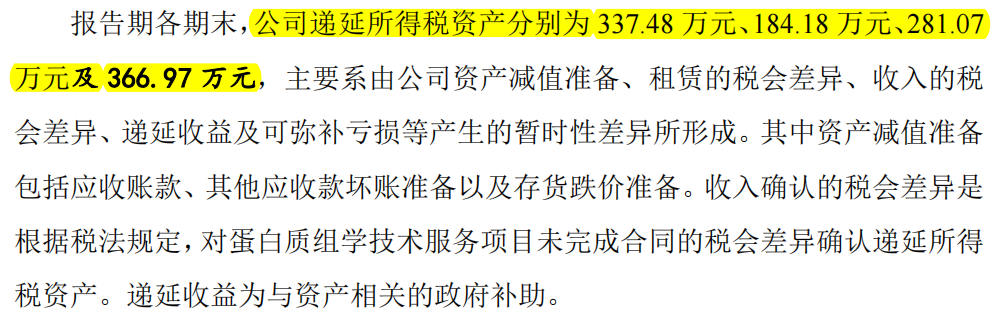 报告期各期末，公司递延所得税资产分别为 337.48 万元、184.18 万元、281.07
万元及 366.97 万元，主要系由公司资产减值准备、租赁的税会差异、收入的税
会差异、递延收益及可弥补亏损等产生的暂时性差异所形成。其中资产减值准备
包括应收账款、其他应收款坏账准备以及存货跌价准备。收入确认的税会差异是
根据税法规定，对蛋白质组学技术服务项目未完成合同的税会差异确认递延所得
税资产。递延收益为与资产相关的政府补助。